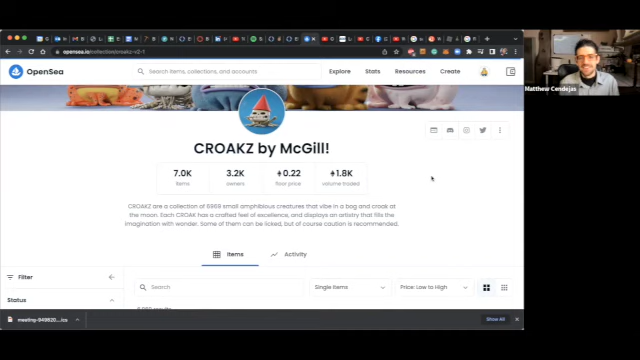 opensea.io/collection/croakz-v2-1
OpenSea
Search items, collections, and accounts
Explore
Stats
Resources
Create
Matthew Cendejas
CROAKZ by McGill!
7.0K
3.2K
0.22
1.8K
items
owners
floor price
volume traded
CROAKZ are a collection of 6969 small amphibious creatures that vibe in a bog and croak at
the moon. Each CROAK has a crafted feel of excellence, and displays an artistry that fills the
imagination with wonder. Some of them can be licked, but of course caution is recommended.
Items
Activity
Filter
Search
Single items
Price: Low to High
Status
meeting-949620....ics
Show All